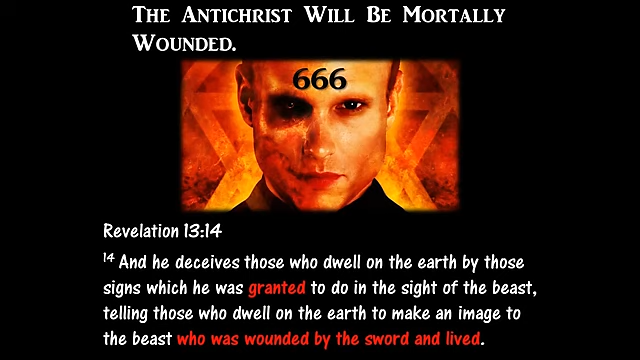 The Antichrist Will Be Mortally
Wounded.
666
Revelation 13:14
14 And he deceives those who dwell on the earth by those
signs which he was granted to do in the sight of the beast,
telling those who dwell on the earth to make an image to
the beast who was wounded by the sword and lived.